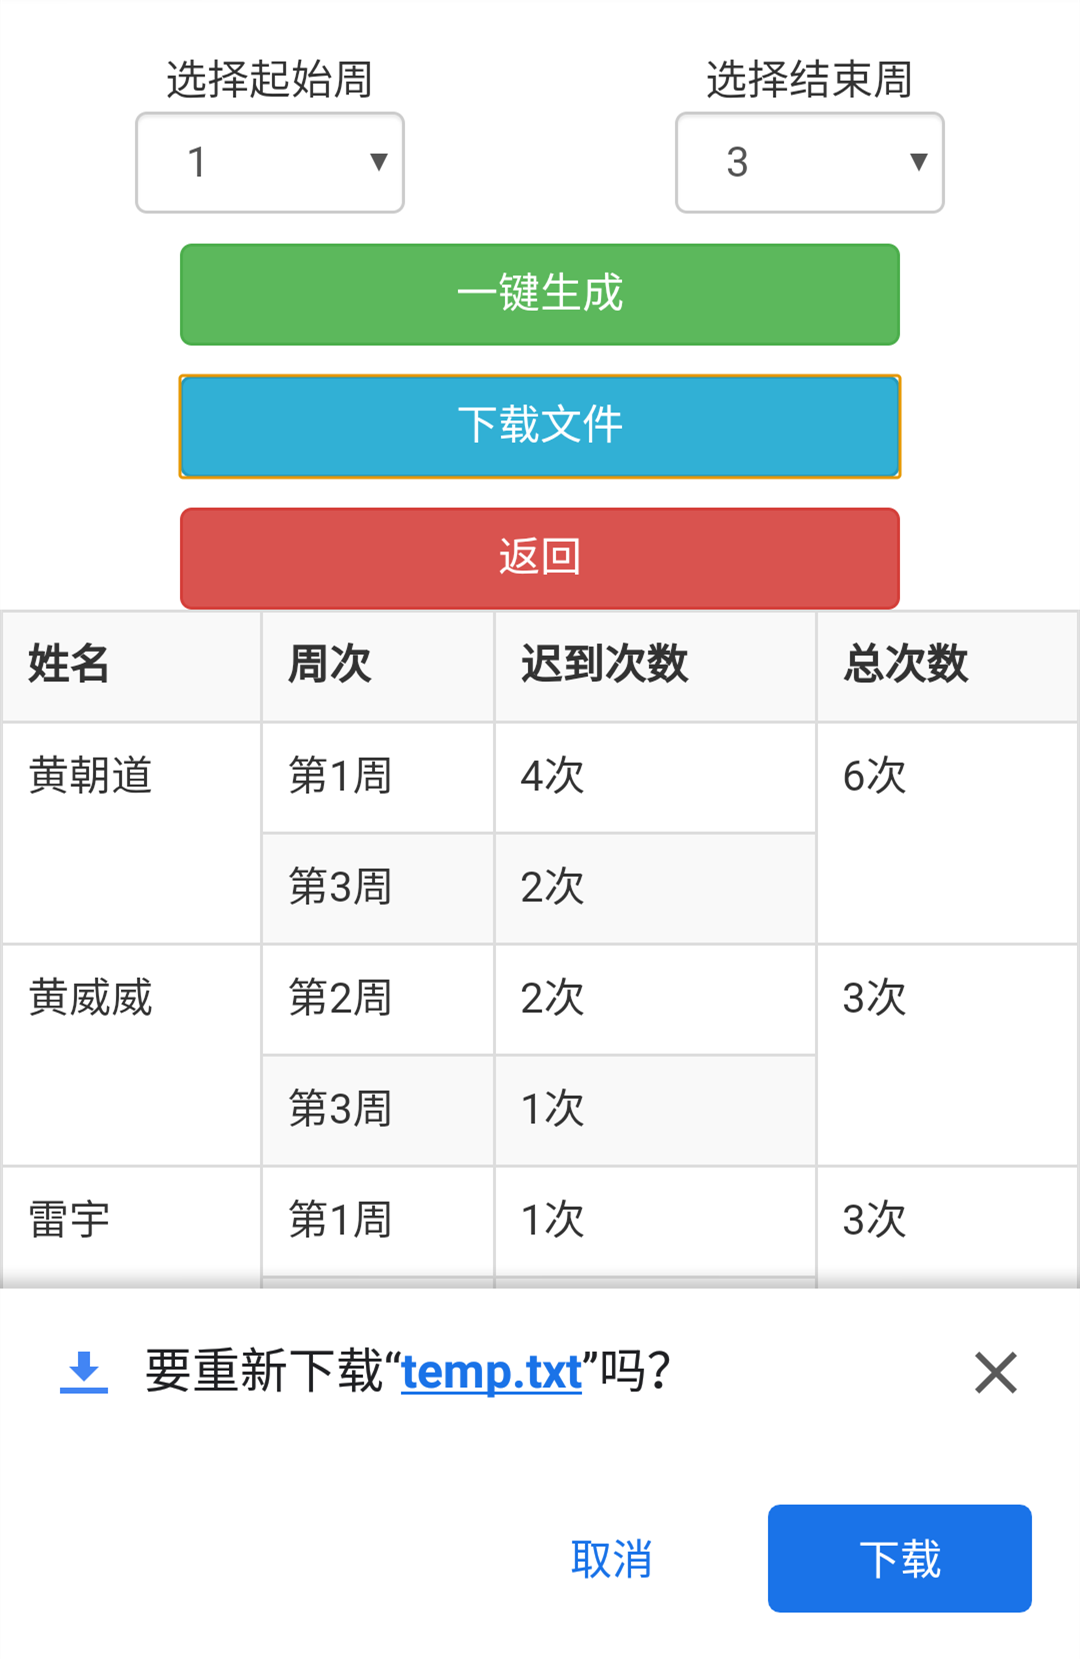 选择起始周 选择结束周
1 3
一键生成
下载文件
返回
姓名 周次 迟到次数 总次数
黄朝道 第1周 4次 6次
第3周 2次
黄威威 第2周 2次 3次
第3周 1次
雷宇 第1周 1次 3次
要重新下载“temp.txt”吗？
取消 下载